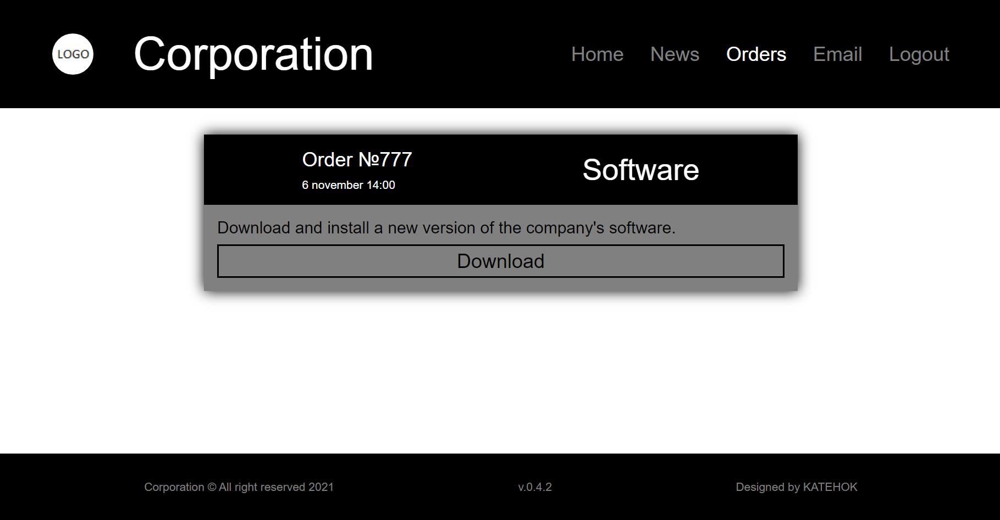 LOGO
Corporation
Home News Orders Email Logout
Order №777
6 november 14:00
Software
Download and install a new version of the company's software.
Download
Corporation © All right reserved 2021
v.0.4.2
Designed by KATEHOK